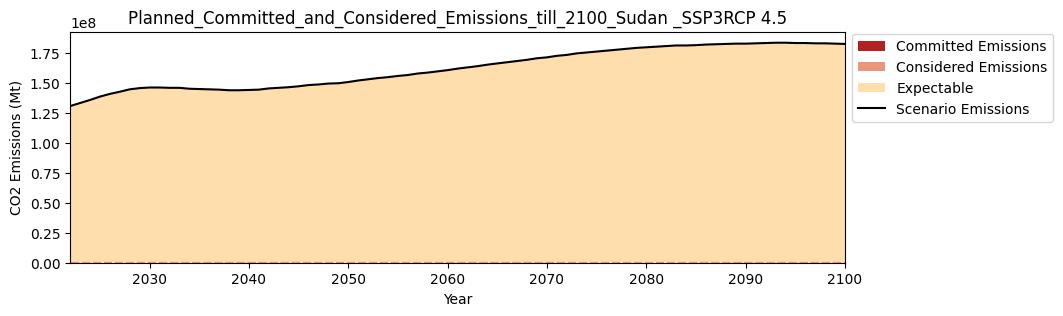 Planned_Committed_and_Considered_Emissions_till_2100_Sudan _SSP3RCP 4.5
1e8
1.75
1.50
1.25
1.00
0.75
0.50
0.25
0.00
CO2 Emissions (Mt)
2030 2040 2050 2060 2070 2080 2090 2100
Year
Committed Emissions
Considered Emissions
Expectable
Scenario Emissions